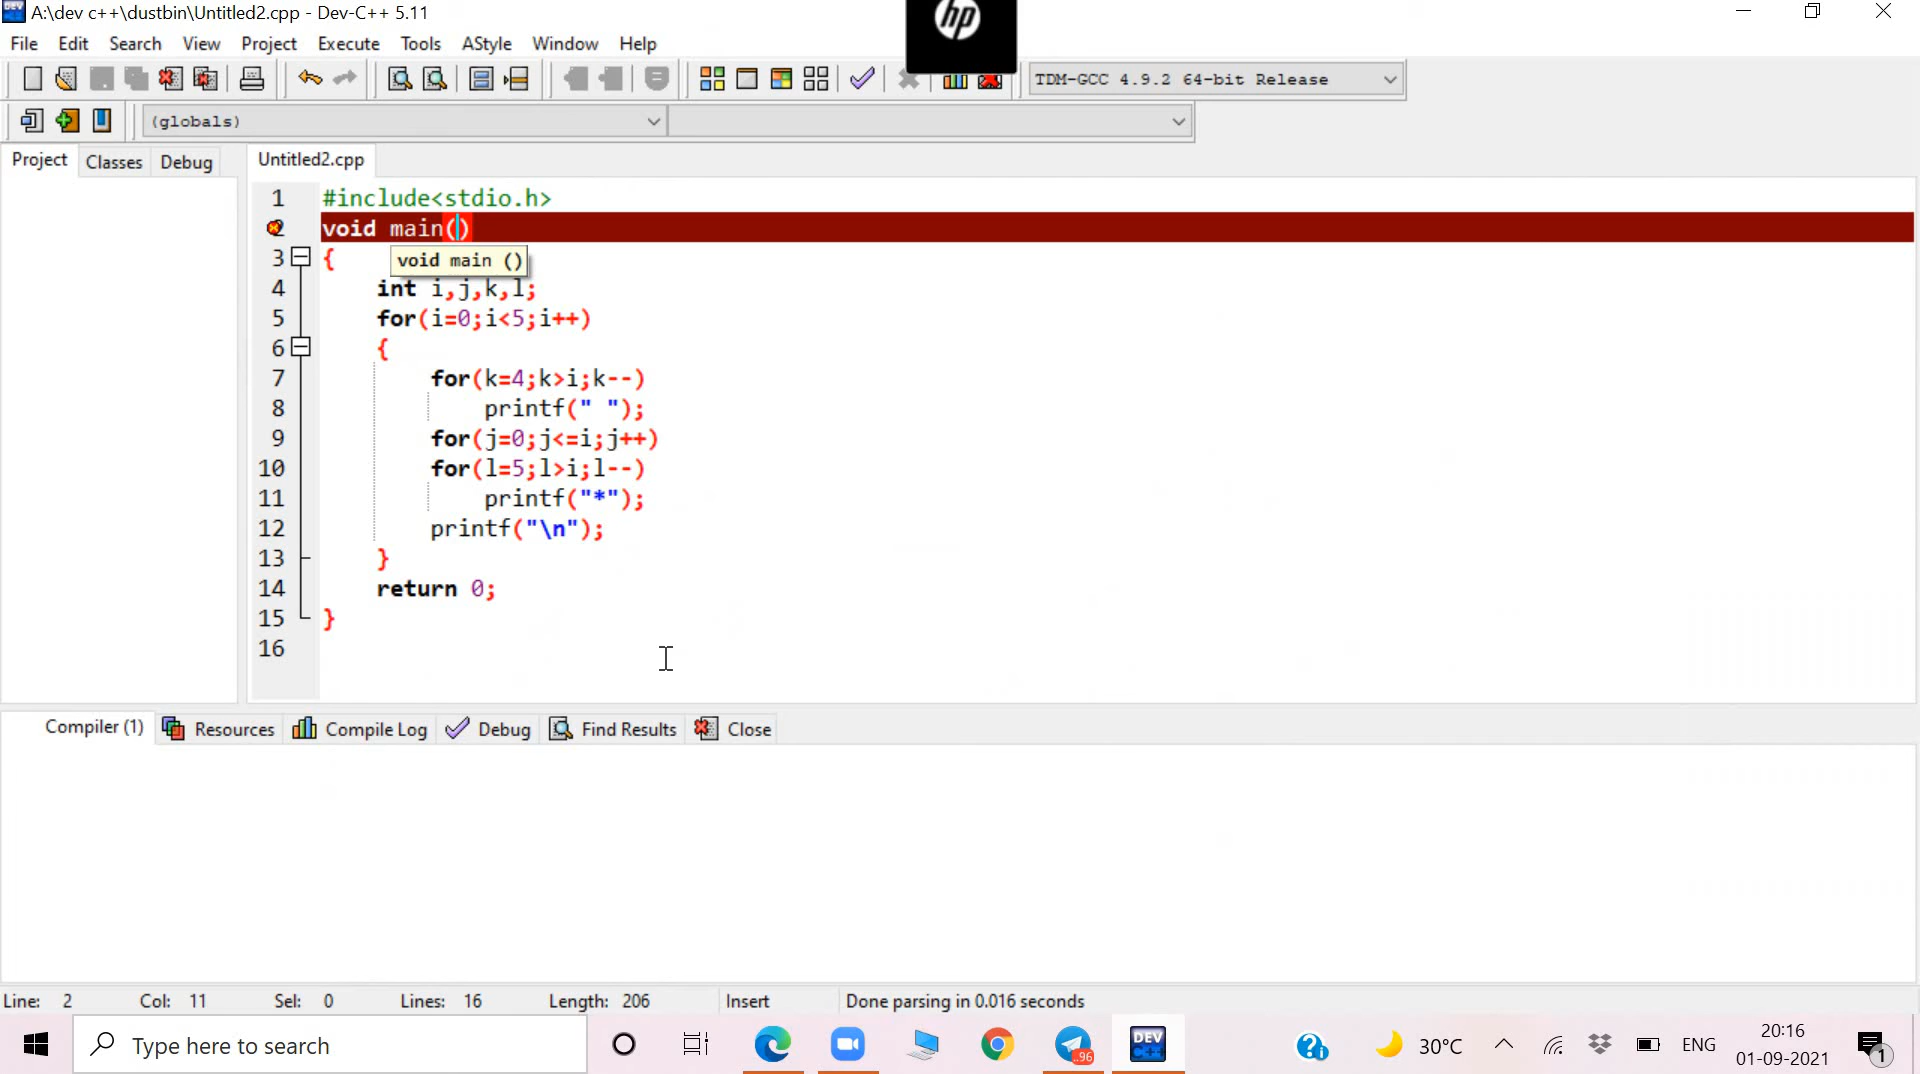 A:\dev c++\dustbin\Untitled2.cpp - Dev-C++ 5.11
hp
File Edit Search View Project Execute Tools AStyle Window Help
TDM-GCC 4.9.2 64-bit Release
(globals)
Project Classes Debug
Untitled2.cpp
1 #include<stdio.h>
2 void main()
3 {
void main ()
4 int i,j,k,l;
5 for(i=0;i<5;i++)
6 {
7 for(k=4;k>i;k--)
8 printf(" ");
9 for(j=0;j<=i;j++)
10 for(l=5;l>i;l--)
11 printf("*");
12 printf("\n");
13 }
14 return 0;
15 }
16
Compiler (1) Resources Compile Log Debug Find Results Close
Line: 2 Col: 11 Sel: 0 Lines: 16 Length: 206 Insert Done parsing in 0.016 seconds
Type here to search
..96
DEV C++
30°C
ENG
20:16
01-09-2021
1